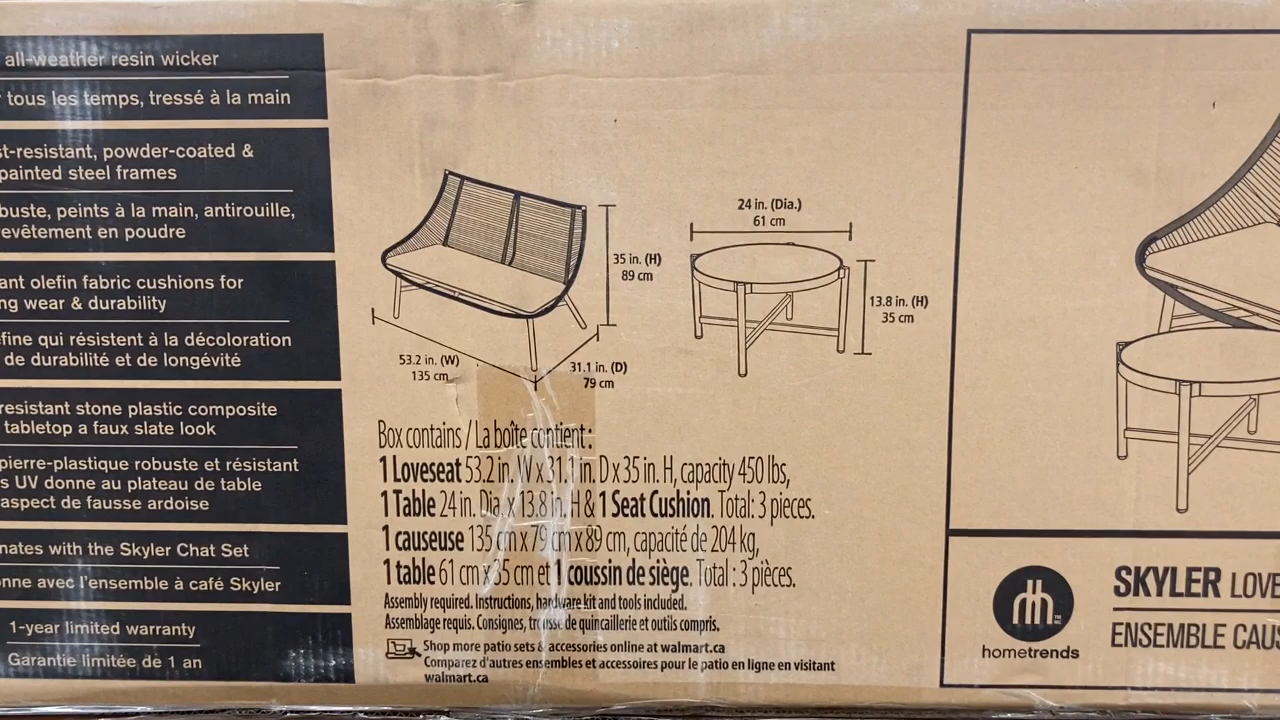 all-weather resin wicker
tous les temps, tressé à la main
st-resistant, powder-coated &
painted steel frames
buste, peints à la main, antirouille,
evêtement en poudre
ant olefin fabric cushions for
ng wear & durability
fine qui résistent à la décoloration
de durabilité et de longévité
resistant stone plastic composite
tabletop a faux slate look
pierre-plastique robuste et résistant
s UV donne au plateau de table
aspect de fausse ardoise
nates with the Skyler Chat Set
onne avec l'ensemble à café Skyler
1-year limited warranty
Garantie limitée de 1 an
35 in. (H)
89 cm
53.2 in. (W)
135 cm
31.1 in. (D)
79 cm
24 in. (Dia.)
61 cm
13.8 in. (H)
35 cm
Box contains / La boîte contient :
1 Loveseat 53.2 in. W x 31.1 in. D x 35 in. H, capacity 450 lbs,
1 Table 24 in. Dia. x 13.8 in. H & 1 Seat Cushion. Total: 3 pieces.
1 causeuse 135 cm x 79 cm x 89 cm, capacité de 204 kg,
1 table 61 cm x 35 cm et 1 coussin de siège. Total : 3 pièces.
Assembly required. Instructions, hardware kit and tools included.
Assemblage requis. Consignes, trousse de quincaillerie et outils compris.
Shop more patio sets & accessories online at walmart.ca
Comparez d'autres ensembles et accessoires pour le patio en ligne en visitant
walmart.ca
hometrends
SKYLER LOVE
ENSEMBLE CAUS